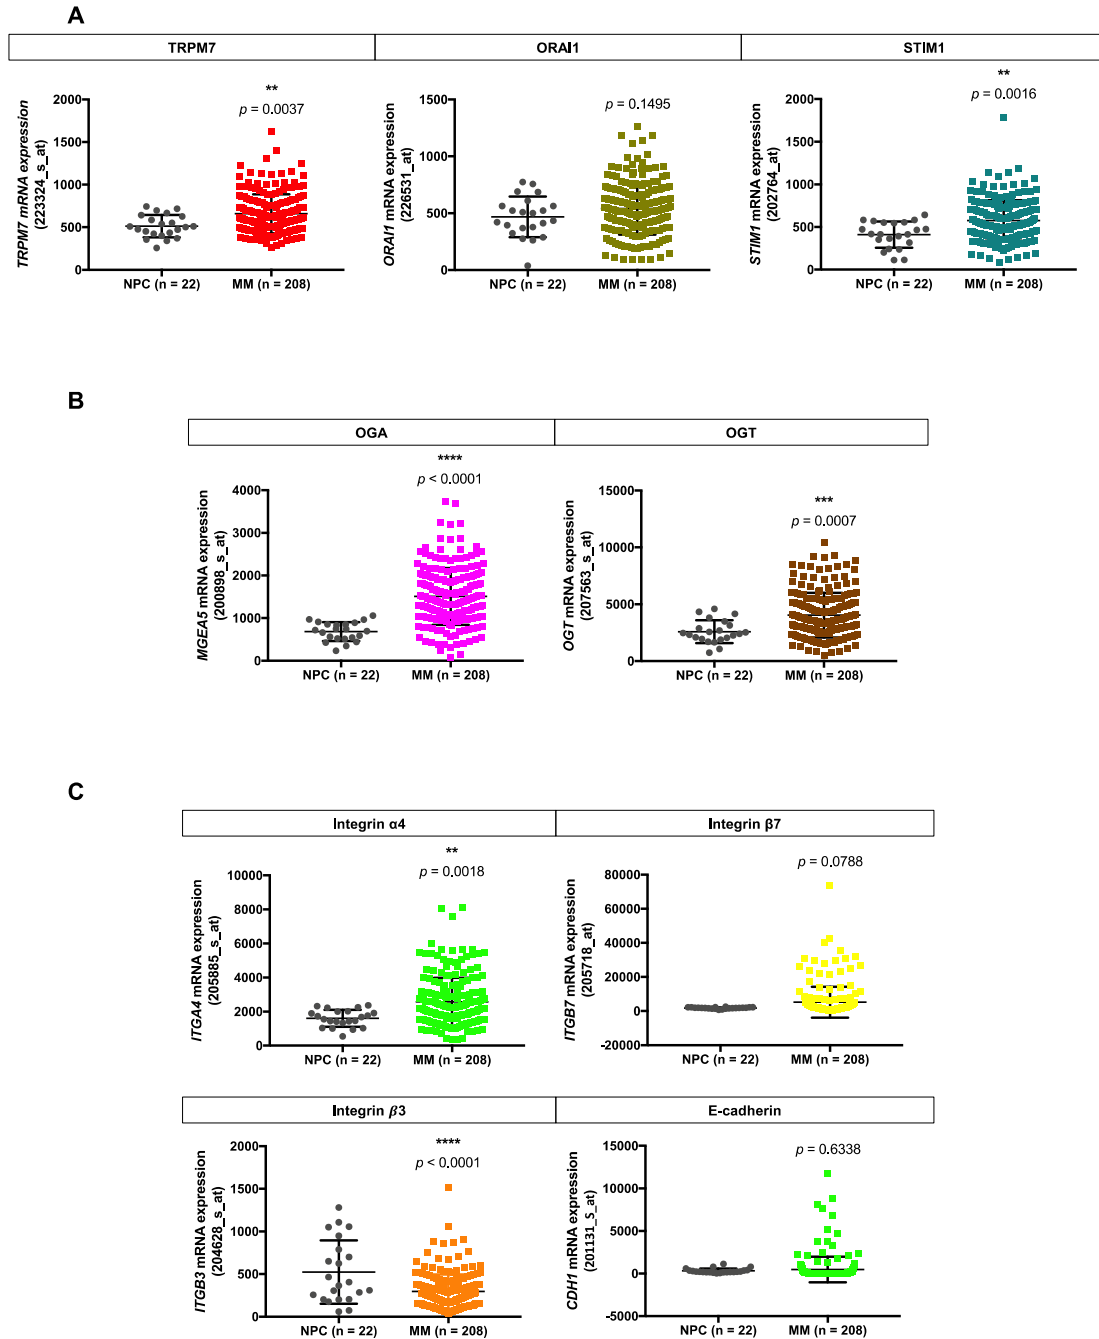 A
TRPM7 ORAI1 STIM1
**
p = 0.0037
p = 0.1495
**
p = 0.0016
TRPM7 mRNA expression
(223324_s_at)
2000
1500
1000
500
0
NPC (n = 22) MM (n = 208)
ORAI1 mRNA expression
(226531_at)
1500
1000
500
0
NPC (n = 22) MM (n = 208)
STIM1 mRNA expression
(202764_at)
2000
1500
1000
500
0
NPC (n = 22) MM (n = 208)
B
OGA OGT
****
p < 0.0001
***
p = 0.0007
MGEA5 mRNA expression
(200898_s_at)
4000
3000
2000
1000
0
NPC (n = 22) MM (n = 208)
OGT mRNA expression
(207563_s_at)
15000
10000
5000
0
NPC (n = 22) MM (n = 208)
C
Integrin α4 Integrin β7
**
p = 0.0018
p = 0.0788
ITGA4 mRNA expression
(205885_s_at)
10000
8000
6000
4000
2000
0
NPC (n = 22) MM (n = 208)
ITGB7 mRNA expression
(205718_at)
80000
60000
40000
20000
0
-20000
NPC (n = 22) MM (n = 208)
Integrin β3 E-cadherin
****
p < 0.0001
p = 0.6338
ITGB3 mRNA expression
(204628_s_at)
2000
1500
1000
500
0
NPC (n = 22) MM (n = 208)
CDH1 mRNA expression
(201131_s_at)
15000
10000
5000
0
-5000
NPC (n = 22) MM (n = 208)